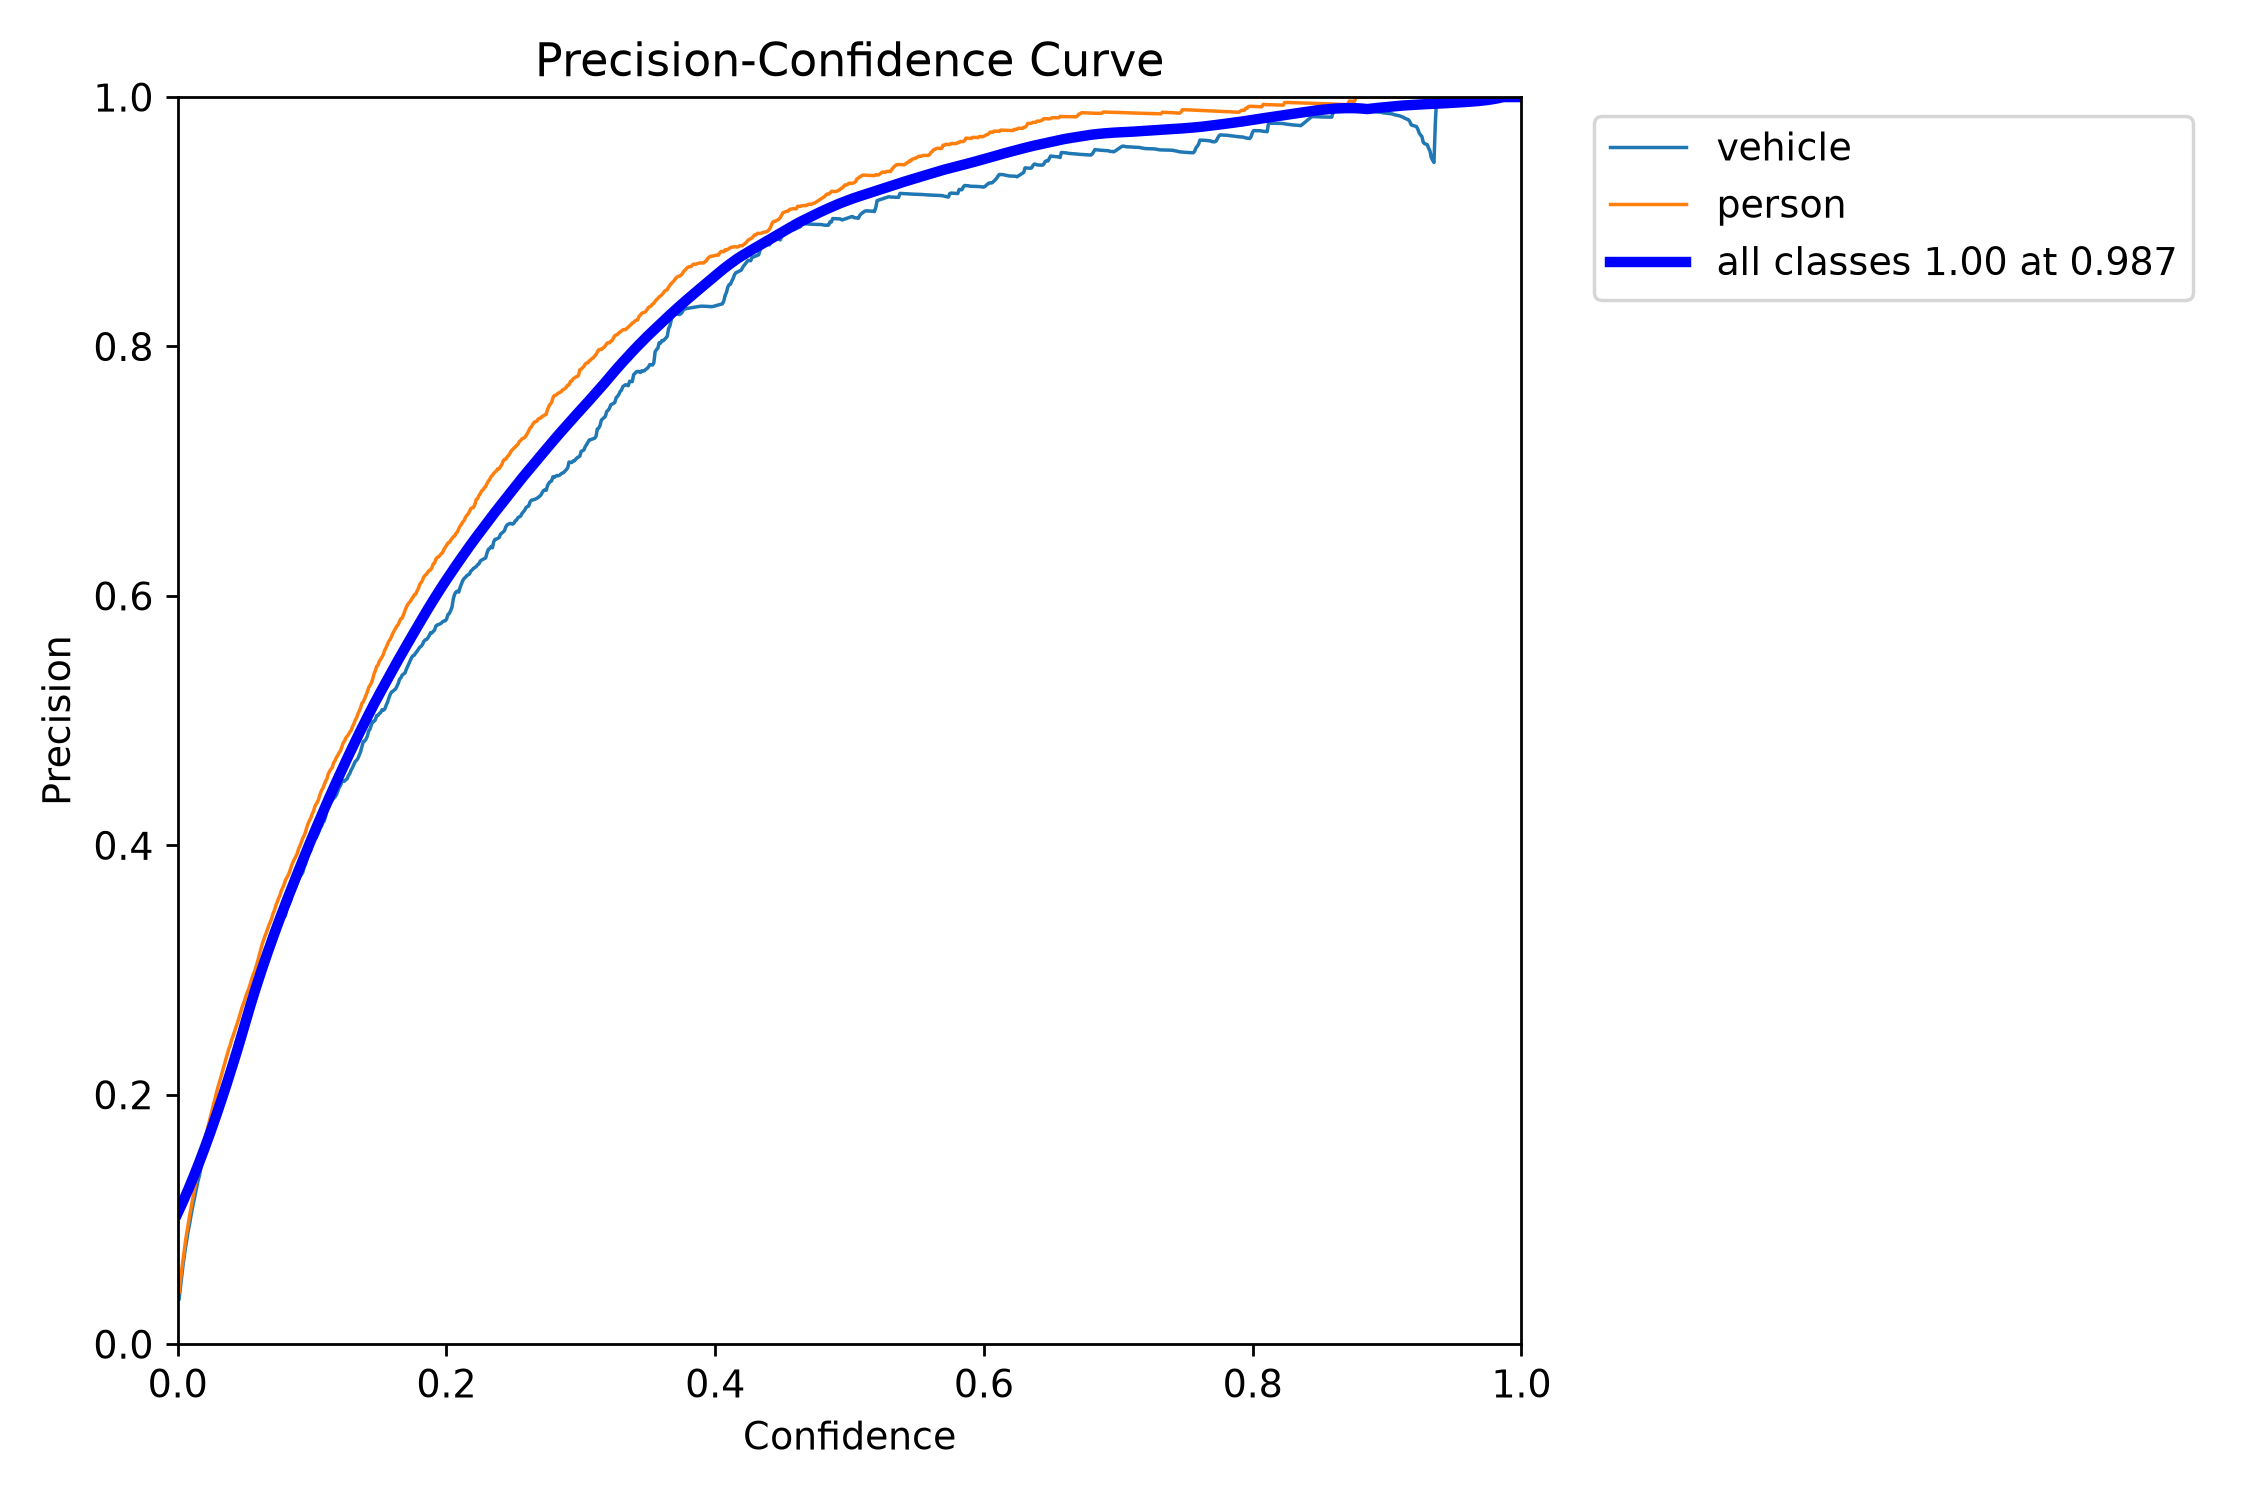 Precision-Confidence Curve
vehicle
person
all classes 1.00 at 0.987
Precision
1.0
0.8
0.6
0.4
0.2
0.0
0.0 0.2 0.4 0.6 0.8 1.0
Confidence